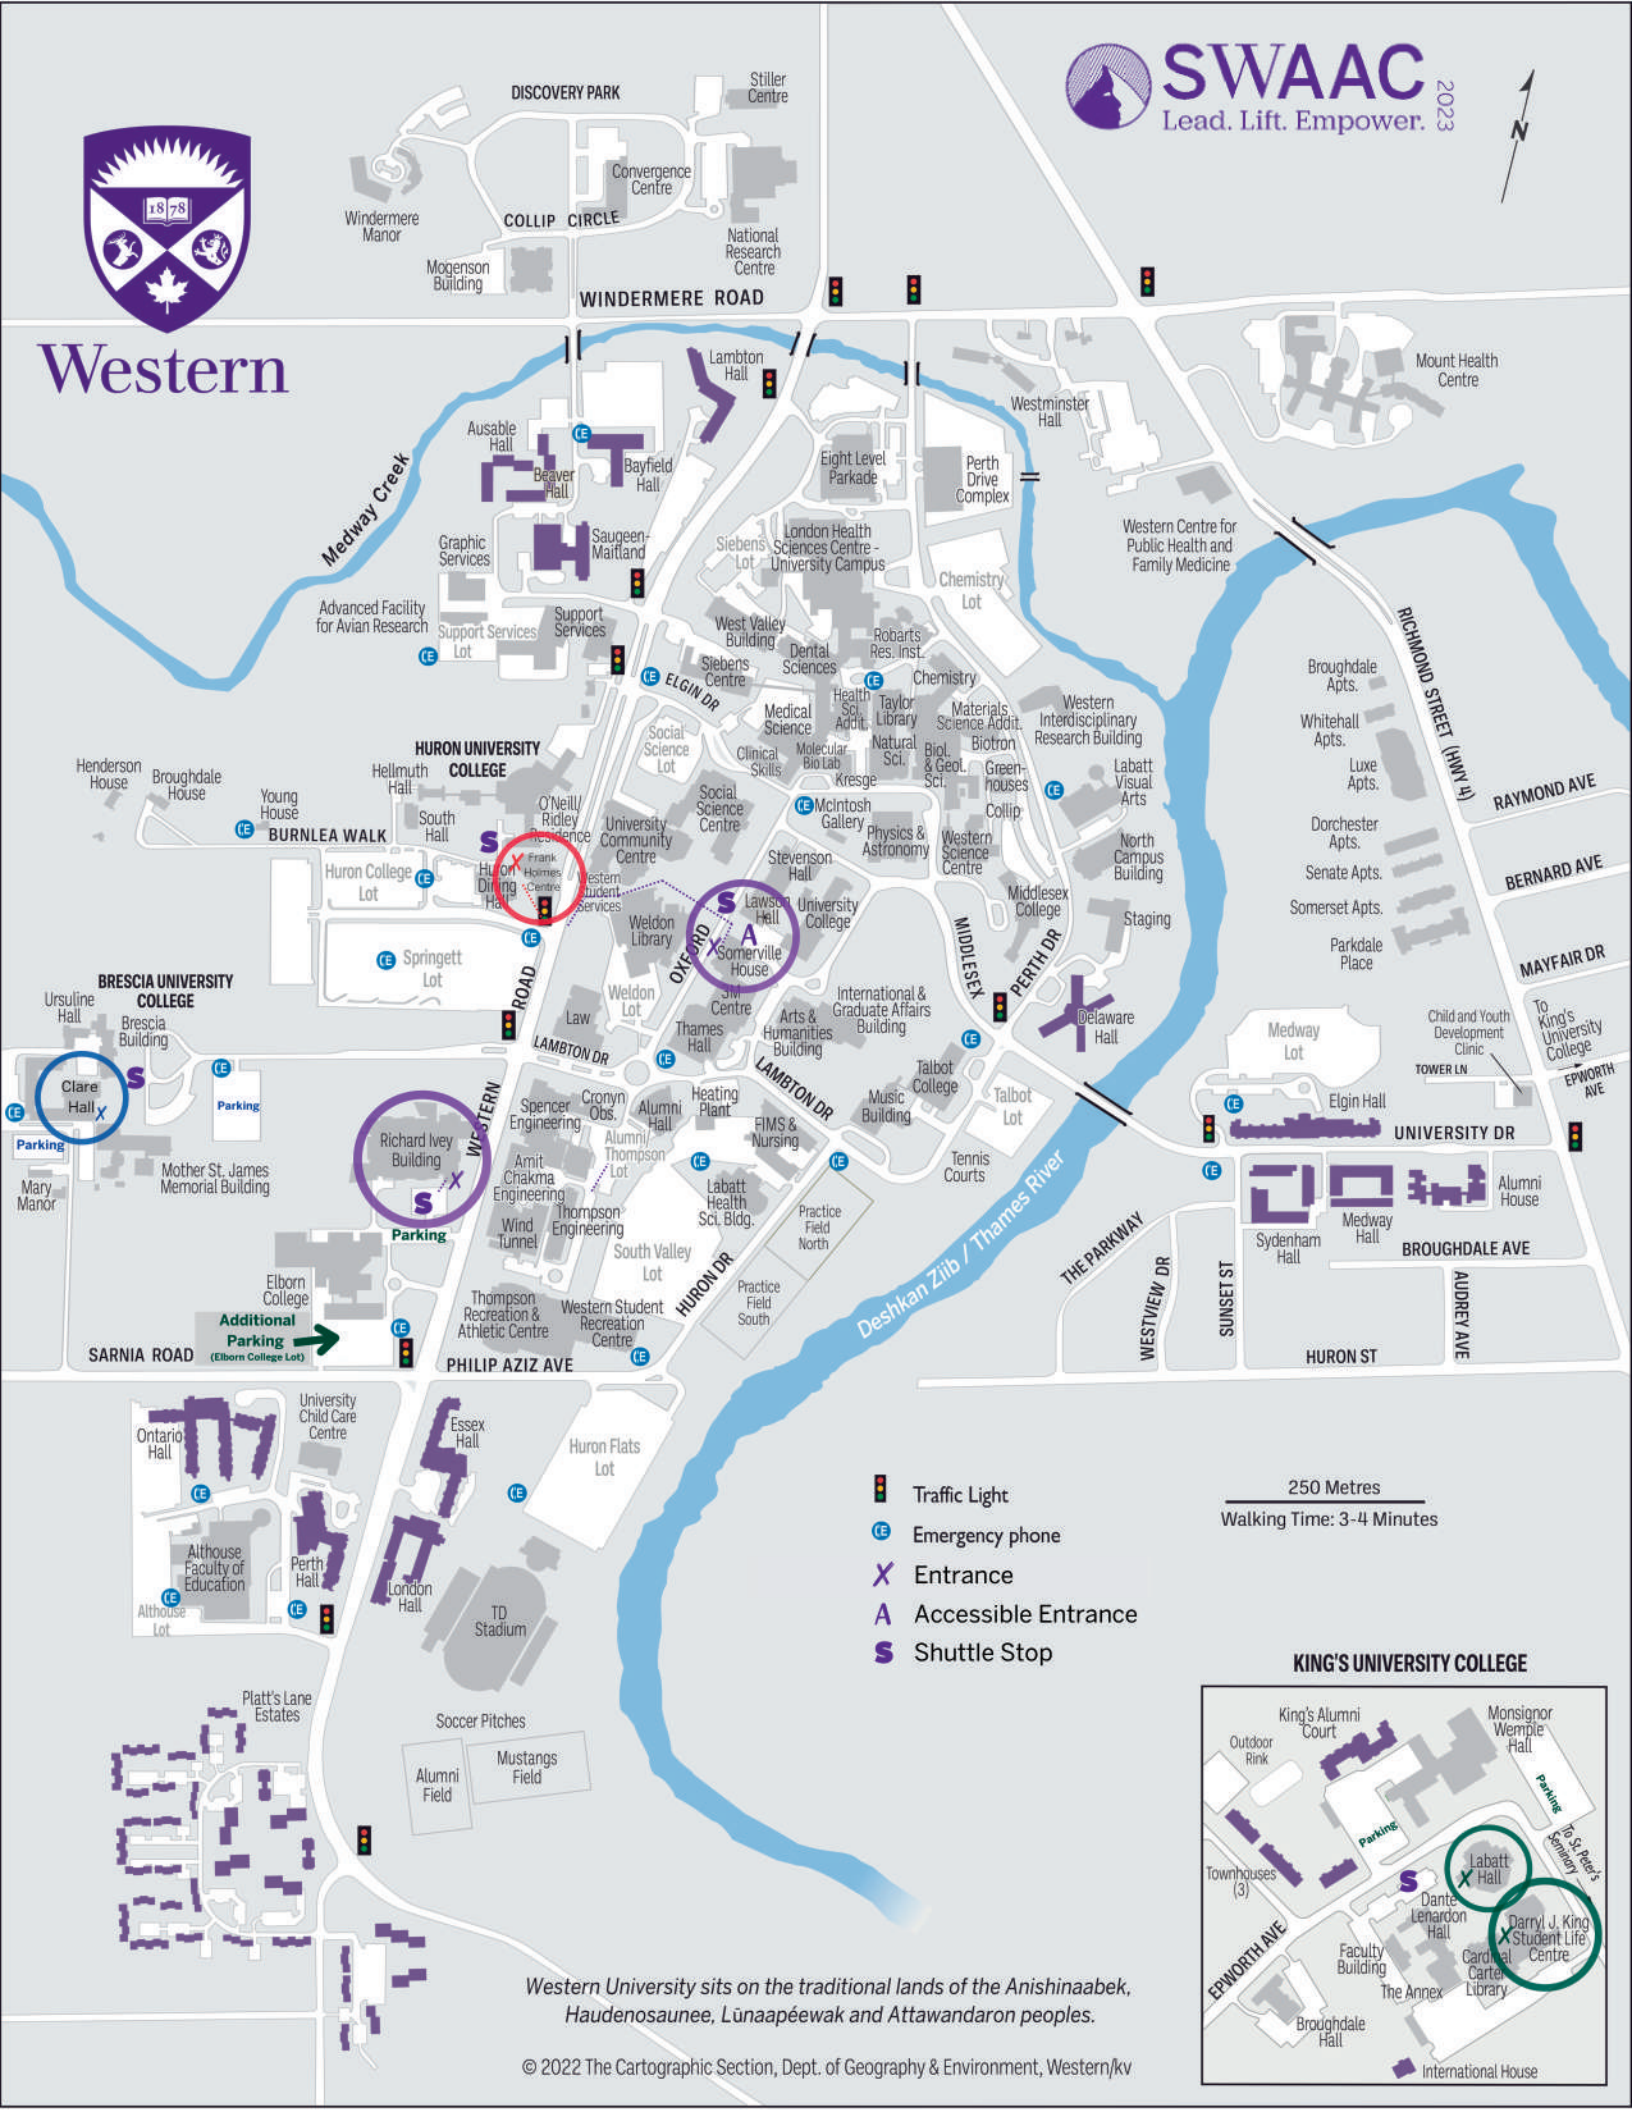 SWAAC
2023
Lead. Lift. Empower.
N
1878
Western
DISCOVERY PARK
Stiller
Centre
Convergence
Centre
Windermere
Manor
COLLIP CIRCLE
National
Research
Centre
Mogenson
Building
WINDERMERE ROAD
Lambton
Hall
Mount Health
Centre
Westminster
Hall
Ausable
Hall
Beaver
Hall
Bayfield
Hall
Eight Level
Parkade
Perth
Drive
Complex
Medway Creek
Graphic
Services
Saugeen-
Maitland
Siebens
Lot
London Health
Sciences Centre -
University Campus
Western Centre for
Public Health and
Family Medicine
Chemistry
Lot
Advanced Facility
for Avian Research
Support Services
Lot
Support
Services
West Valley
Building
Dental
Sciences
Robarts
Res. Inst.
Siebens
Centre
ELGIN DR
Chemistry
Broughdale
Apts.
RICHMOND STREET (HWY 4)
Health
Sci.
Addit.
Taylor
Library
Medical
Science
Materials
Science Addit.
Western
Interdisciplinary
Research Building
Whitehall
Apts.
Social
Science
Lot
Clinical
Skills
Molecular
Bio Lab
Natural
Sci.
Biol.
& Geol.
Sci.
Biotron
Green-
houses
Kresge
HURON UNIVERSITY
COLLEGE
Henderson
House
Broughdale
House
Hellmuth
Hall
Luxe
Apts.
Labatt
Visual
Arts
RAYMOND AVE
Young
House
BURNLEA WALK
South
Hall
O'Neill/
Ridley
Residence
Social
Science
Centre
McIntosh
Gallery
Collip
University
Community
Centre
Physics &
Astronomy
Western
Science
Centre
North
Campus
Building
Dorchester
Apts.
Senate Apts.
BERNARD AVE
Stevenson
Hall
Huron College
Lot
Huron
Dining
Hall
Frank
Holmes
Centre
Western
Student
Services
S
Lawson
Hall
University
College
Middlesex
College
Staging
Somerset Apts.
Parkdale
Place
MAYFAIR DR
Weldon
Library
A
Somerville
House
OXFORD
MIDDLESEX
PERTH DR
Springett
Lot
BRESCIA UNIVERSITY
COLLEGE
Ursuline
Hall
Brescia
Building
ROAD
Weldon
Lot
JM
Centre
International &
Graduate Affairs
Building
Law
Thames
Hall
Arts &
Humanities
Building
Delaware
Hall
Medway
Lot
Child and Youth
Development
Clinic
To
King's
University
College
LAMBTON DR
LAMBTON DR
TOWER LN
EPWORTH
AVE
Clare
Hall
S
Parking
Parking
Talbot
College
Talbot
Lot
Music
Building
Heating
Plant
Cronyn
Obs.
Alumni
Hall
Spencer
Engineering
WESTERN
Richard Ivey
Building
S
Parking
FIMS &
Nursing
Alumni/
Thompson
Lot
Elgin Hall
UNIVERSITY DR
Mother St. James
Memorial Building
Mary
Manor
Amit
Chakma
Engineering
Labatt
Health
Sci. Bldg.
Tennis
Courts
Alumni
House
Wind
Tunnel
Thompson
Engineering
Practice
Field
North
Medway
Hall
Sydenham
Hall
THE PARKWAY
BROUGHDALE AVE
South Valley
Lot
HURON DR
Practice
Field
South
Deshkan Ziib / Thames River
WESTVIEW DR
SUNSET ST
AUDREY AVE
Elborn
College
Additional
Parking
(Elborn College Lot)
Thompson
Recreation &
Athletic Centre
Western Student
Recreation
Centre
SARNIA ROAD
PHILIP AZIZ AVE
HURON ST
University
Child Care
Centre
Ontario
Hall
Essex
Hall
Huron Flats
Lot
Althouse
Faculty of
Education
Perth
Hall
London
Hall
Althouse
Lot
TD
Stadium
Traffic Light
CE Emergency phone
X Entrance
A Accessible Entrance
S Shuttle Stop
250 Metres
Walking Time: 3-4 Minutes
Platt's Lane
Estates
Soccer Pitches
Alumni
Field
Mustangs
Field
KING'S UNIVERSITY COLLEGE
King's Alumni
Court
Monsignor
Wemple
Hall
Outdoor
Rink
Parking
Parking
To St. Peter's
Seminary
Townhouses
(3)
S
Labatt
Hall
Dante
Lenardon
Hall
Darryl J. King
Student Life
Centre
Faculty
Building
Cardinal
Carter
Library
The Annex
EPWORTH AVE
Broughdale
Hall
International House
Western University sits on the traditional lands of the Anishinaabek,
Haudenosaunee, Lūnaapéewak and Attawandaron peoples.
© 2022 The Cartographic Section, Dept. of Geography & Environment, Western/kv